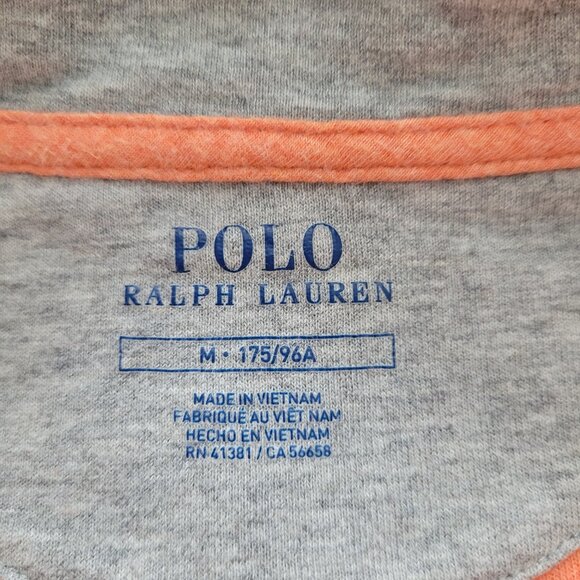 POLO
RALPH LAUREN
M • 175/96A
MADE IN VIETNAM
FABRIQUÉ AU VIÊT NAM
HECHO EN VIETNAM
RN 41381 / CA 56658